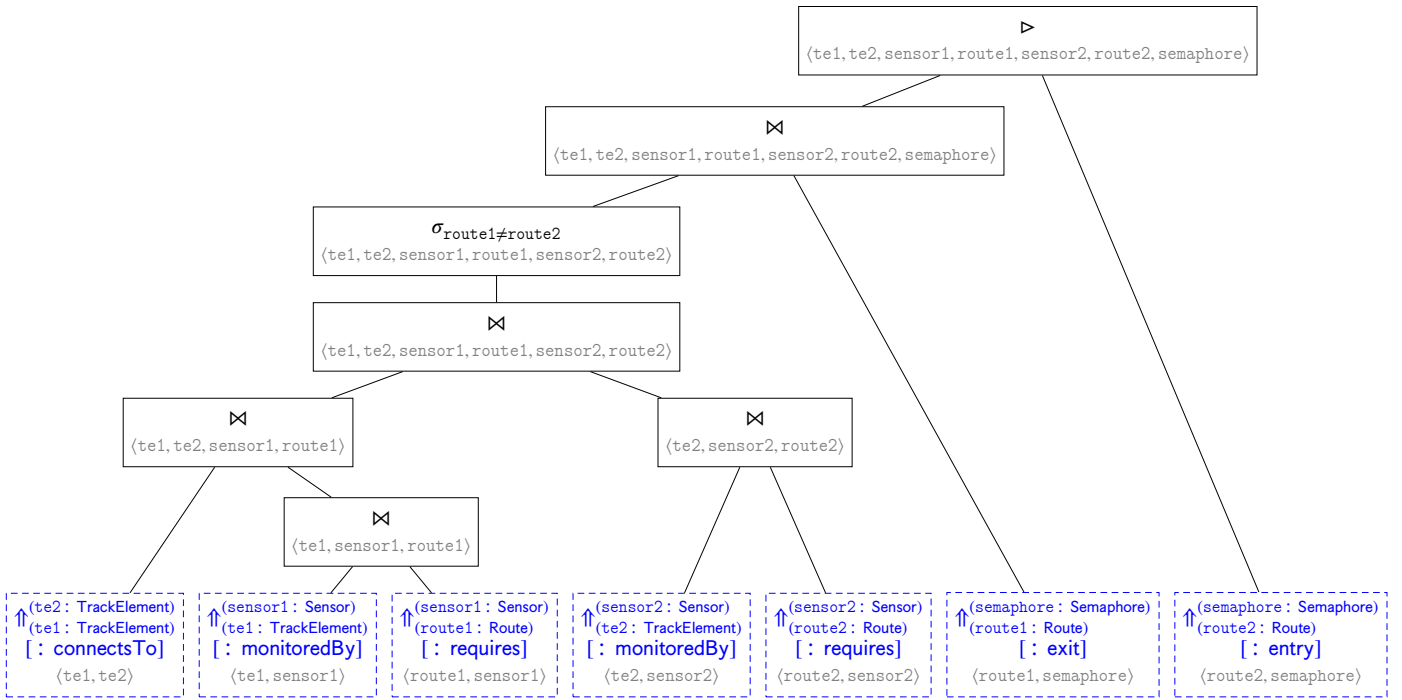 ▷
⟨te1, te2, sensor1, route1, sensor2, route2, semaphore⟩
⋈
⟨te1, te2, sensor1, route1, sensor2, route2, semaphore⟩
σroute1≠route2
⟨te1, te2, sensor1, route1, sensor2, route2⟩
⋈
⟨te1, te2, sensor1, route1, sensor2, route2⟩
⋈
⟨te1, te2, sensor1, route1⟩
⋈
⟨te2, sensor2, route2⟩
⋈
⟨te1, sensor1, route1⟩
⇑(te2: TrackElement)
(te1: TrackElement)
[: connectsTo]
⟨te1, te2⟩
⇑(sensor1: Sensor)
(te1: TrackElement)
[: monitoredBy]
⟨te1, sensor1⟩
⇑(sensor1: Sensor)
(route1: Route)
[: requires]
⟨route1, sensor1⟩
⇑(sensor2: Sensor)
(te2: TrackElement)
[: monitoredBy]
⟨te2, sensor2⟩
⇑(sensor2: Sensor)
(route2: Route)
[: requires]
⟨route2, sensor2⟩
⇑(semaphore: Semaphore)
(route1: Route)
[: exit]
⟨route1, semaphore⟩
⇑(semaphore: Semaphore)
(route2: Route)
[: entry]
⟨route2, semaphore⟩